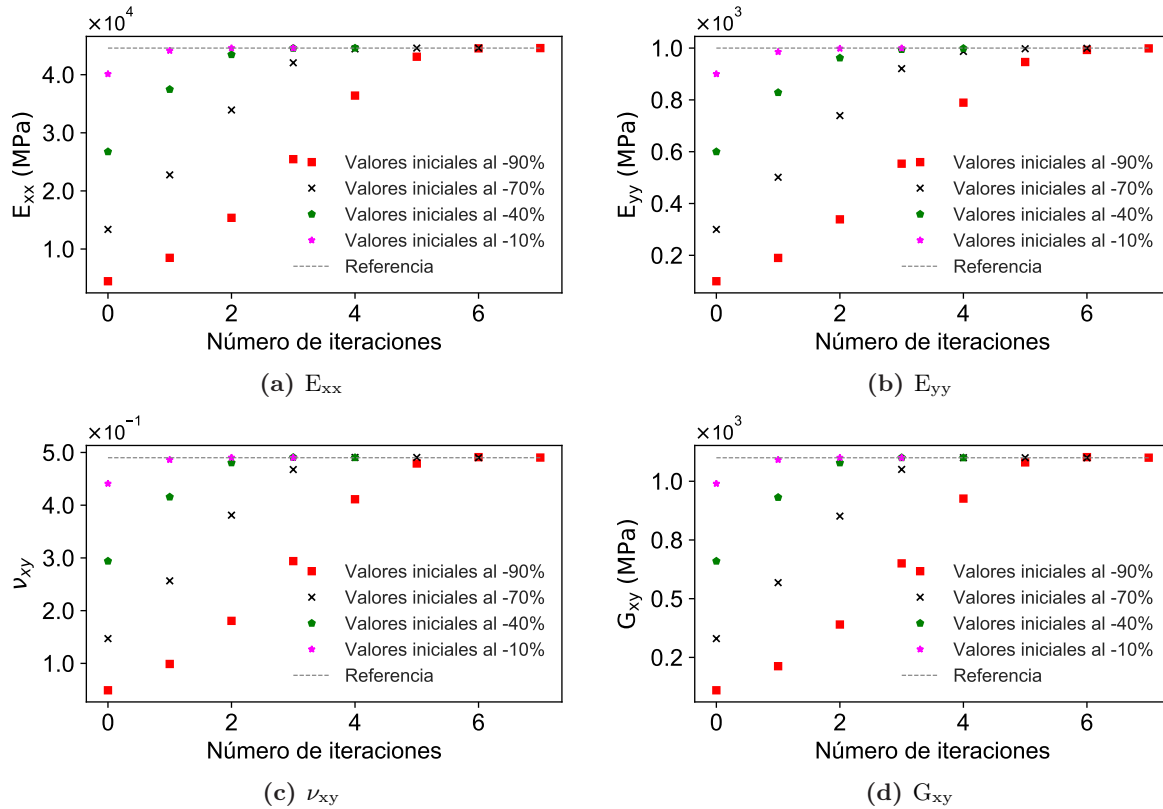 ×10⁴
E_xx (MPa)
4.0
3.0
2.0
1.0
Valores iniciales al -90%
Valores iniciales al -70%
Valores iniciales al -40%
Valores iniciales al -10%
Referencia
0 2 4 6
Número de iteraciones
(a) E_xx
×10³
E_yy (MPa)
1.0
0.8
0.6
0.4
0.2
Valores iniciales al -90%
Valores iniciales al -70%
Valores iniciales al -40%
Valores iniciales al -10%
Referencia
0 2 4 6
Número de iteraciones
(b) E_yy
×10⁻¹
ν_xy
5.0
4.0
3.0
2.0
1.0
Valores iniciales al -90%
Valores iniciales al -70%
Valores iniciales al -40%
Valores iniciales al -10%
Referencia
0 2 4 6
Número de iteraciones
(c) ν_xy
×10³
G_xy (MPa)
1.0
0.8
0.5
0.2
Valores iniciales al -90%
Valores iniciales al -70%
Valores iniciales al -40%
Valores iniciales al -10%
Referencia
0 2 4 6
Número de iteraciones
(d) G_xy